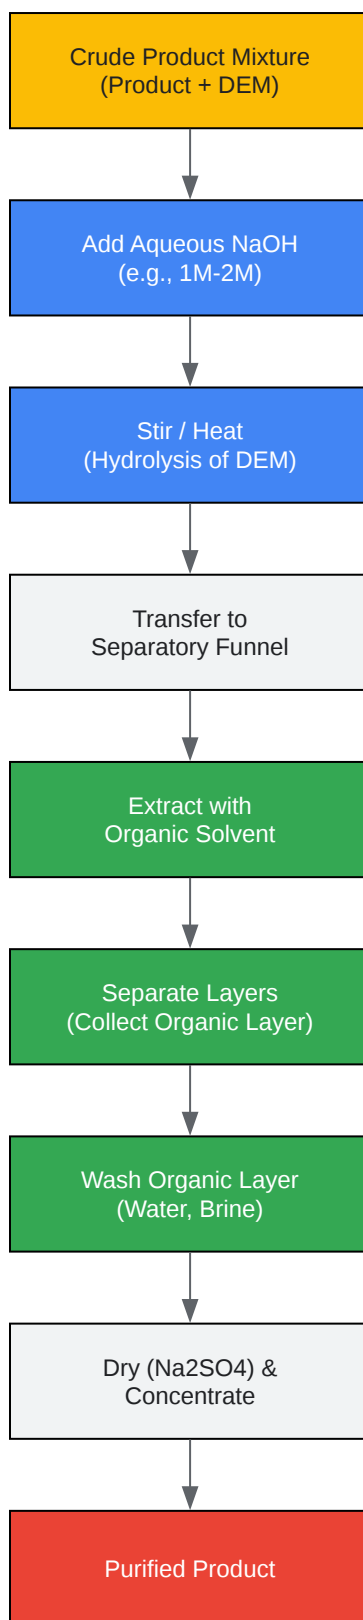 Crude Product Mixture
(Product + DEM)
Add Aqueous NaOH
(e.g., 1M-2M)
Stir / Heat
(Hydrolysis of DEM)
Transfer to
Separatory Funnel
Extract with
Organic Solvent
Separate Layers
(Collect Organic Layer)
Wash Organic Layer
(Water, Brine)
Dry (Na2SO4) &
Concentrate
Purified Product